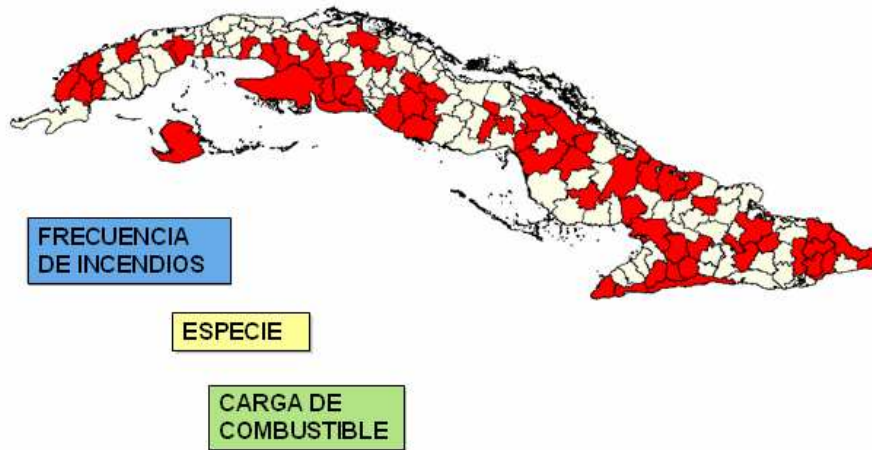 FRECUENCIA
DE INCENDIOS
ESPECIE
CARGA DE
COMBUSTIBLE